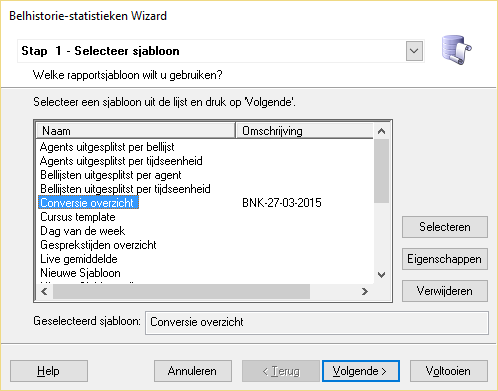 Belhistorie-statistieken Wizard
Stap 1 - Selecteer sjabloon
Welke rapportsjabloon wilt u gebruiken?
Selecteer een sjabloon uit de lijst en druk op 'Volgende'.
Naam Omschrijving
Agents uitgesplitst per bellijst
Agents uitgesplitst per tijdseenheid
Bellijsten uitgesplitst per agent
Bellijsten uitgesplitst per tijdseenheid
Conversie overzicht BNK-27-03-2015
Cursus template
Dag van de week
Gesprekstijden overzicht
Live gemiddelde
Nieuwe Sjabloon
Selecteren
Eigenschappen
Verwijderen
Geselecteerd sjabloon: Conversie overzicht
Help Annuleren < Terug Volgende > Voltooien